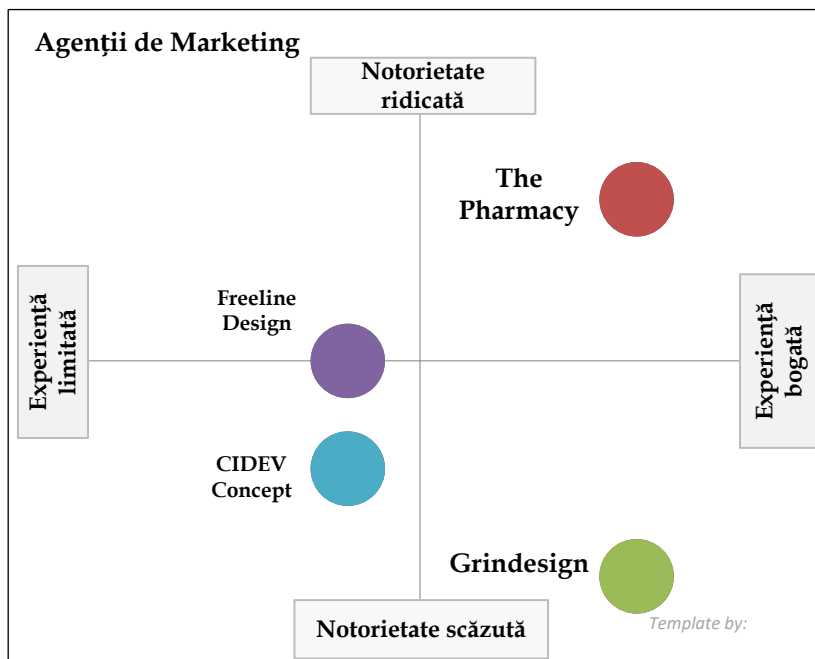 Agenții de Marketing
Notorietate
ridicată
The
Pharmacy
Experiență
limitată
Freeline
Design
Experiență
bogată
CIDEV
Concept
Grindesign
Notorietate scăzută
Template by: